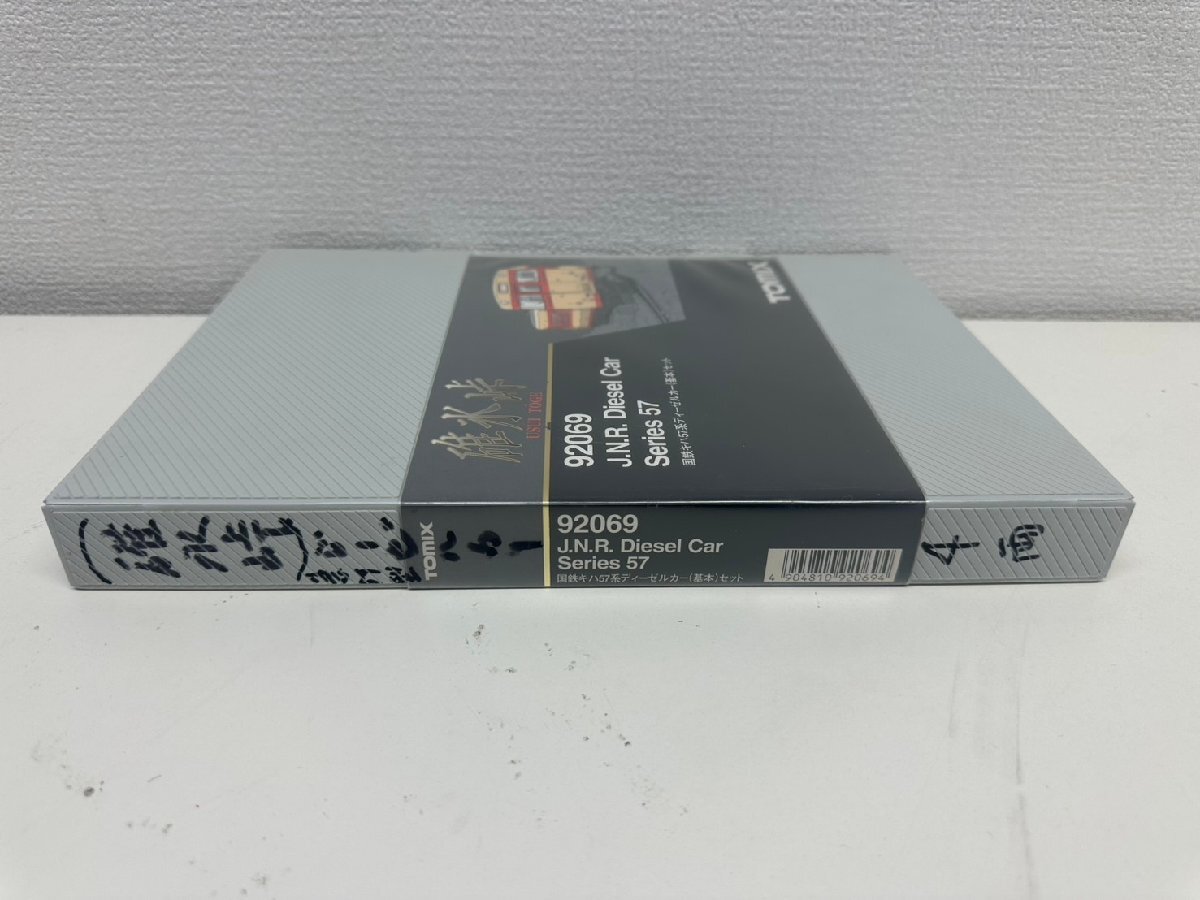 TOMIX
碓氷峠
USUI TOGE
92069
J.N.R. Diesel Car
Series 57
国鉄キハ57系ディーゼルカー(基本)セット
TOMIX
92069
J.N.R. Diesel Car
Series 57
国鉄キハ57系ディーゼルカー(基本)セット
4 904810 920694
4両